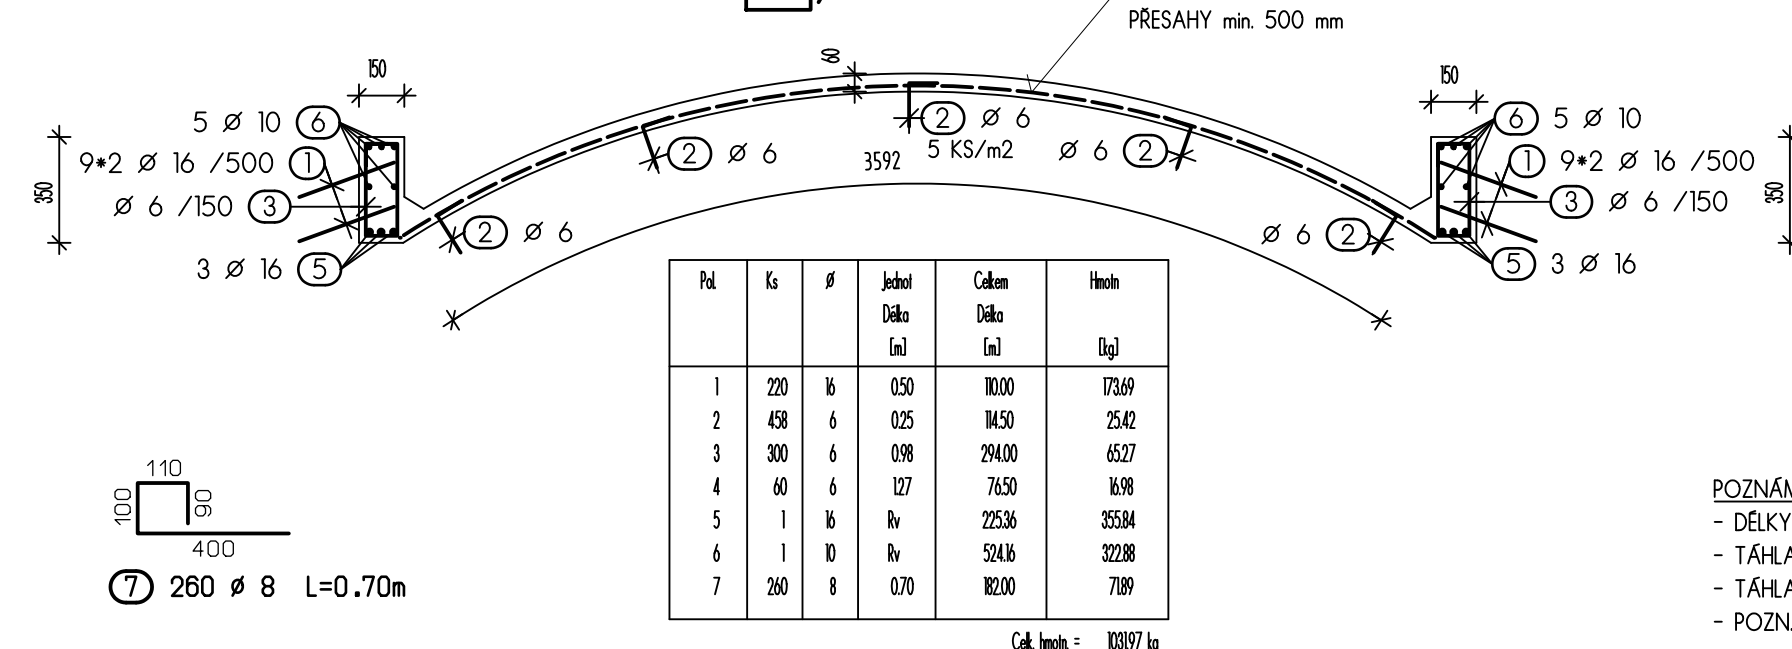 PŘESAHY min. 500 mm
60
150
150
5 ø 10 6
2 ø 6
6 5 ø 10
9*2 ø 16 /500 1
2 ø 6
3592
5 KS/m2
ø 6 2
1 9*2 ø 16 /500
350
ø 6 /150 3
3 ø 6 /150
350
2 ø 6
ø 6 2
3 ø 16 5
5 3 ø 16
Pol. Ks ø Jednot Celkem Hmotn
Délka Délka
[m] [m] [kg]
1 220 16 0.50 110.00 173.69
2 458 6 0.25 114.50 25.42
3 300 6 0.98 294.00 65.27
4 60 6 1.27 76.50 16.98
5 1 16 Rv 225.36 355.84
6 1 10 Rv 524.16 322.88
7 260 8 0.70 182.00 71.89
Celk. hmotn. = 1031.97 kg
110
100
90
400
7 260 ø 8 L=0.70m
POZNÁM
- DÉLKY
- TÁHLA
- TÁHLA
- POZN.